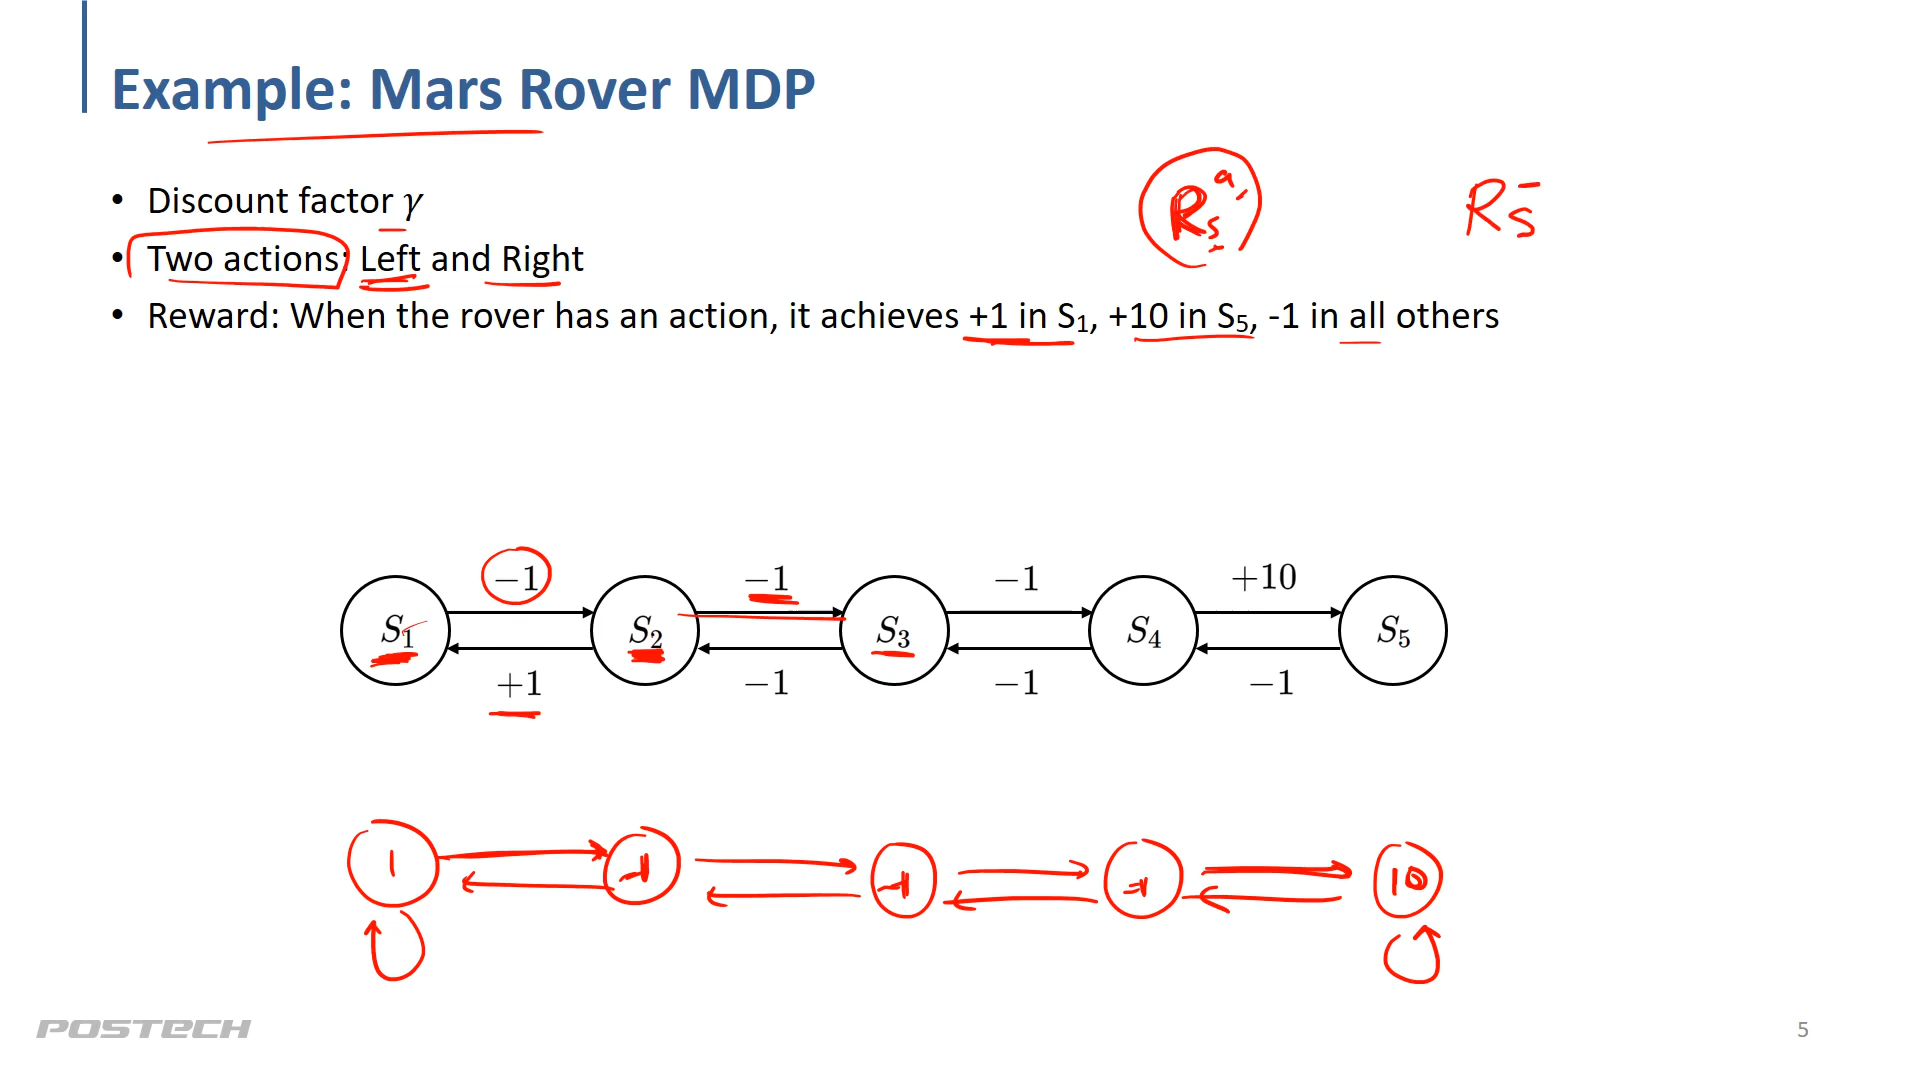 Example: Mars Rover MDP
• Discount factor γ
• Two actions: Left and Right
• Reward: When the rover has an action, it achieves +1 in S₁, +10 in S₅, -1 in all others
R_s^a
R_s
−1 −1 −1 +10
S₁ S₂ S₃ S₄ S₅
+1 −1 −1 −1
1 -1 -1 -1 10
POSTECH
5